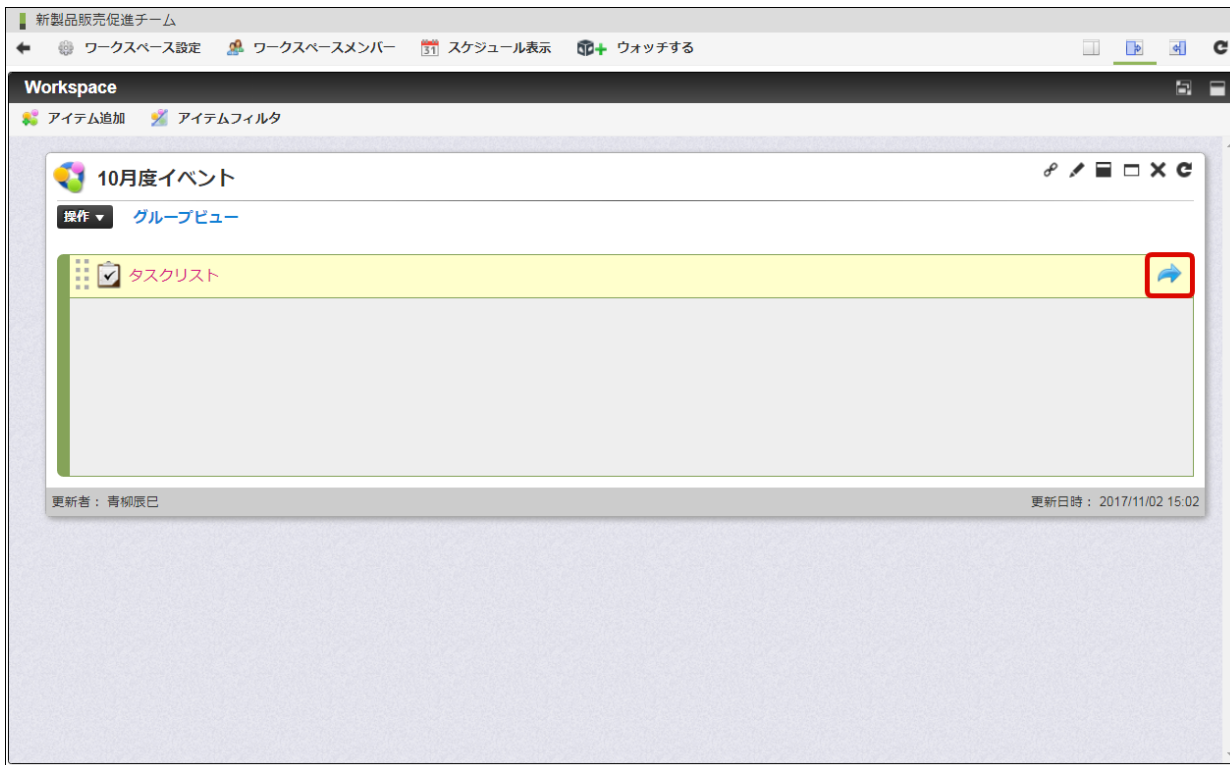 新製品販売促進チーム
ワークスペース設定 ワークスペースメンバー 31 スケジュール表示 ウォッチする
Workspace
アイテム追加 アイテムフィルタ
10月度イベント
操作 ▼ グループビュー
タスクリスト
更新者： 青柳辰巳 更新日時： 2017/11/02 15:02